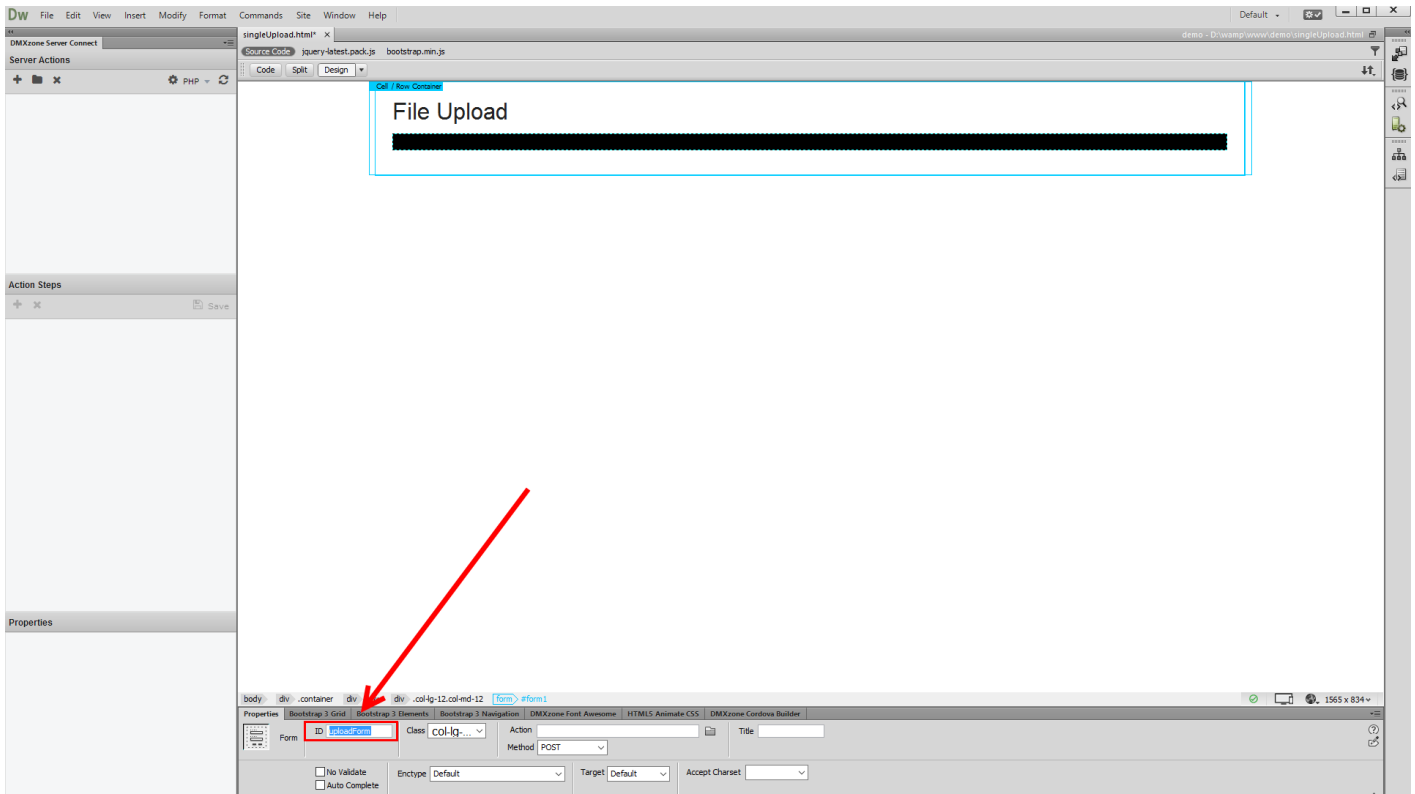 Dw File Edit View Insert Modify Format Commands Site Window Help Default
DMXzone Server Connect
Server Actions
PHP
singleUpload.html* x demo - D:\wamp\www\demo\singleUpload.html
Source Code jquery-latest.pack.js bootstrap.min.js
Code Split Design
Cell / Row Container
File Upload
Action Steps
Save
Properties
body div .container div div .col-lg-12.col-md-12 form #form1 1565 x 834
Properties Bootstrap 3 Grid Bootstrap 3 Elements Bootstrap 3 Navigation DMXzone Font Awesome HTML5 Animate CSS DMXzone Cordova Builder
Form ID uploadForm Class col-lg-... Action Title
Method POST
No Validate Enctype Default Target Default Accept Charset
Auto Complete